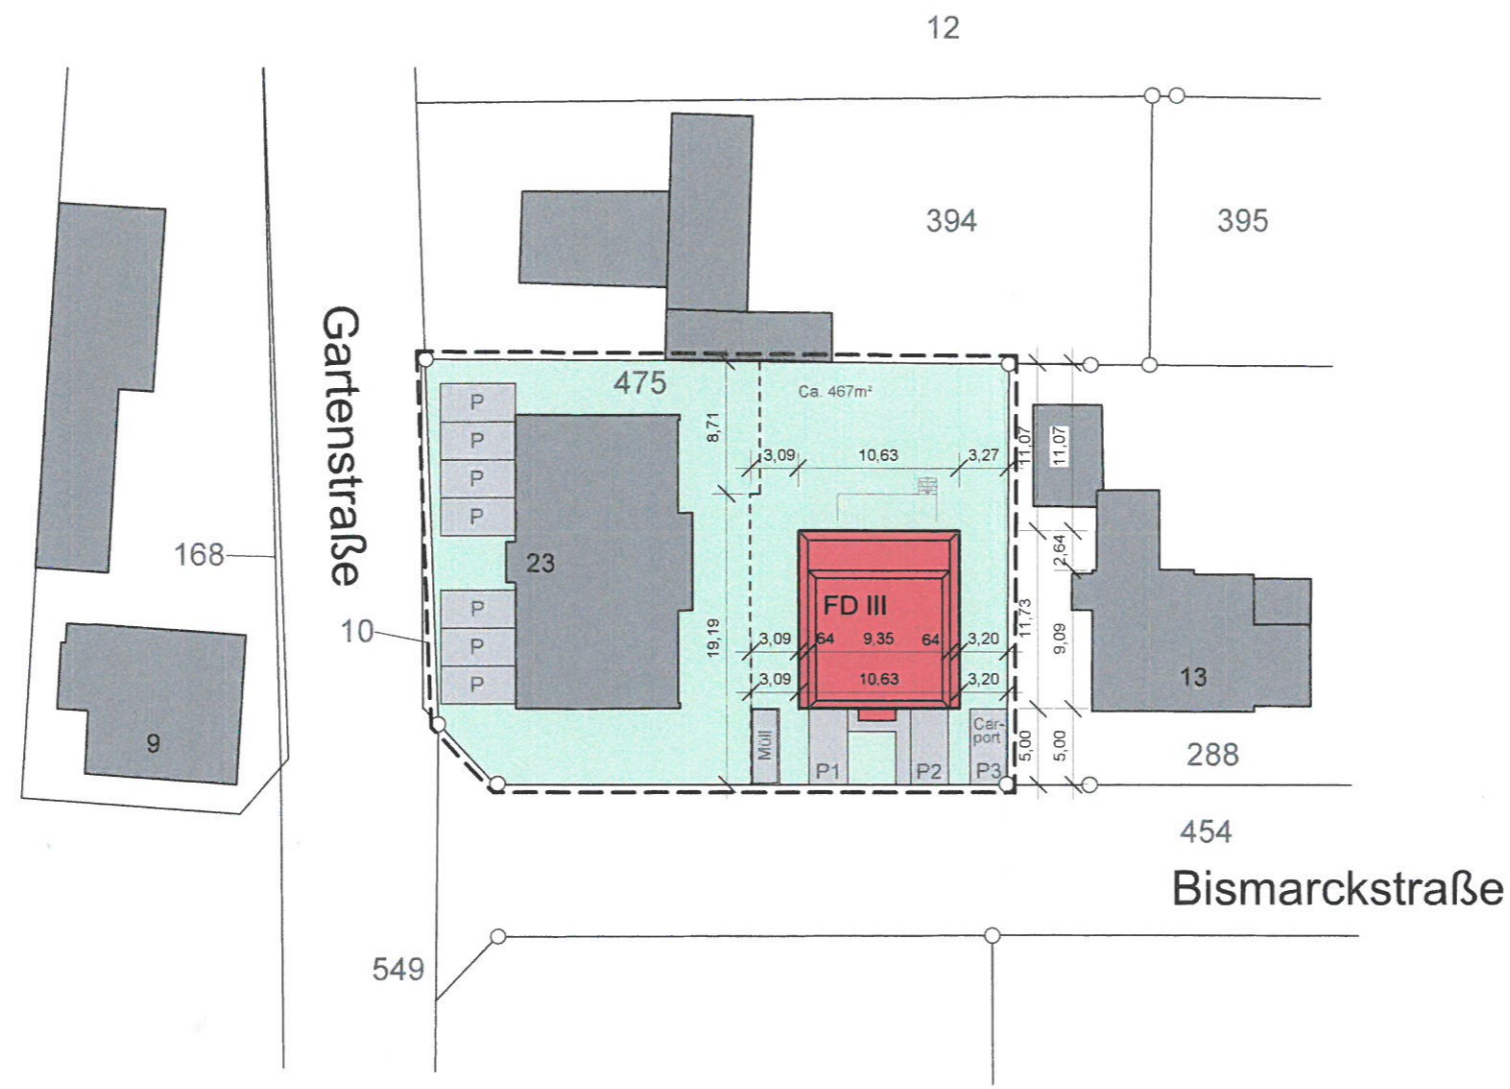 12
394
395
475
Ca. 467m²
Gartenstraße
P
P
P
P
8,71
3,09
10,63
3,27
11,07
11,07
168
23
2,64
FD III
10
P
P
P
19,19
3,09
64
9,35
64
3,20
11,73
9,09
3,09
10,63
3,20
13
9
Müll
P1
P2
Car-
port
P3
5,00
5,00
288
454
Bismarckstraße
549